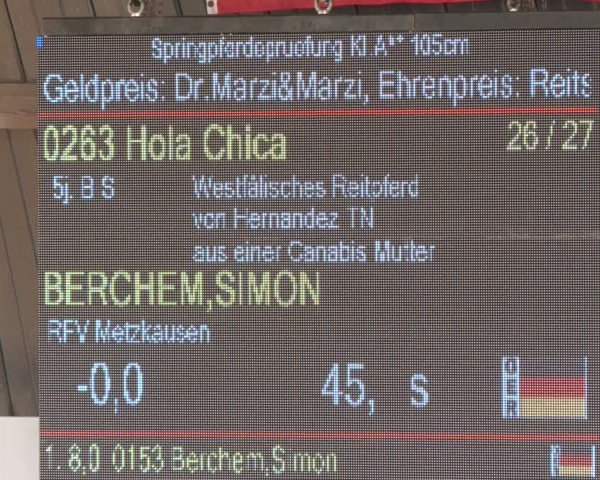 Springpferdepruefung Kl A** 105cm
Geldpreis: Dr.Marzi&Marzi, Ehrenpreis: Reits
0263 Hola Chica 26 / 27
5j. B S Westfälisches Reitpferd
von Hernandez TN
aus einer Canabis Mutter
BERCHEM,SIMON
RFV Metzkausen
-0,0 45, s GER
1. 8,0 0153 Berchem,Simon